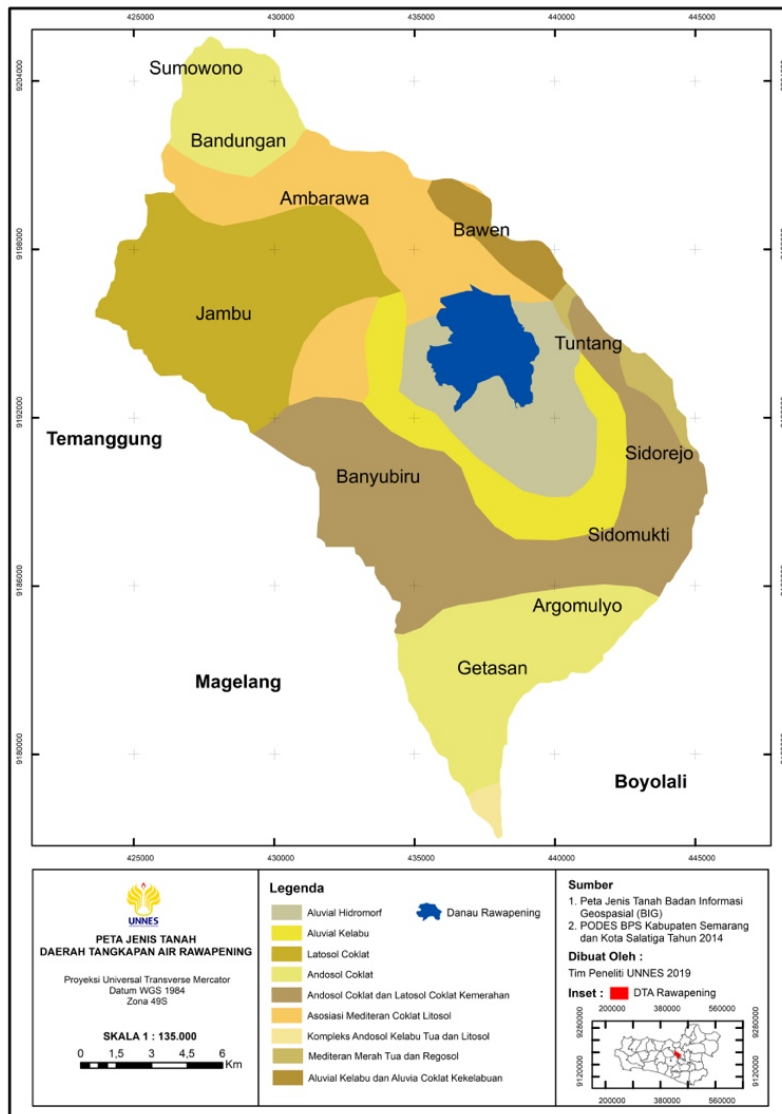 425000 430000 435000 440000 445000
9204000
Sumowono
Bandungan
Ambarawa
9198000
Bawen
Jambu
Tuntang
9192000
Temanggung
Banyubiru
Sidorejo
Sidomukti
9186000
Argomulyo
Getasan
Magelang
9180000
Boyolali
425000 430000 435000 440000 445000
UNNES
PETA JENIS TANAH
DAERAH TANGKAPAN AIR RAWAPENING
Proyeksi Universal Transverse Mercator
Datum WGS 1984
Zona 49S
SKALA 1 : 135.000
0 1,5 3 4,5 6
Km
Legenda
Aluvial Hidromorf
Danau Rawapening
Aluvial Kelabu
Latosol Coklat
Andosol Coklat
Andosol Coklat dan Latosol Coklat Kemerahan
Asosiasi Mediteran Coklat Litosol
Kompleks Andosol Kelabu Tua dan Litosol
Mediteran Merah Tua dan Regosol
Aluvial Kelabu dan Aluvia Coklat Kekelabuan
Sumber
1. Peta Jenis Tanah Badan Informasi
Geospasial (BIG)
2. PODES BPS Kabupaten Semarang
dan Kota Salatiga Tahun 2014
Dibuat Oleh :
Tim Peneliti UNNES 2019
Inset : DTA Rawapening
200000 380000 440000 560000
9280000
9120000
200000 380000 440000 560000